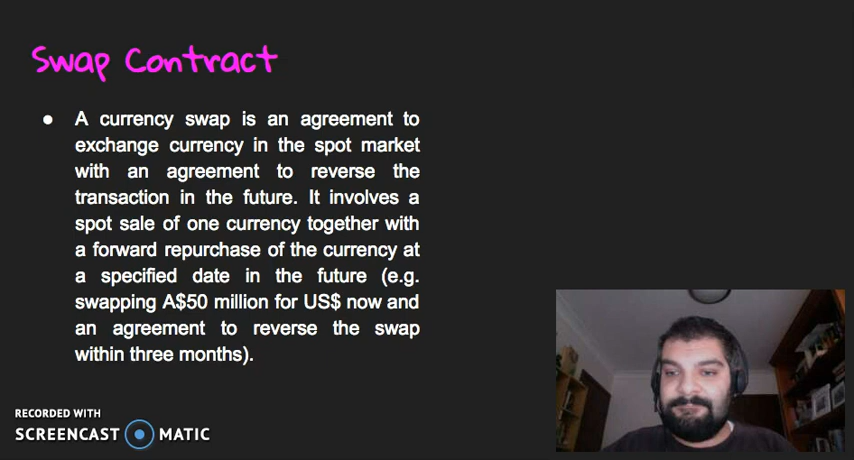 Swap Contract
● A currency swap is an agreement to
exchange currency in the spot market
with an agreement to reverse the
transaction in the future. It involves a
spot sale of one currency together with
a forward repurchase of the currency at
a specified date in the future (e.g.
swapping A$50 million for US$ now and
an agreement to reverse the swap
within three months).
RECORDED WITH
SCREENCAST MATIC